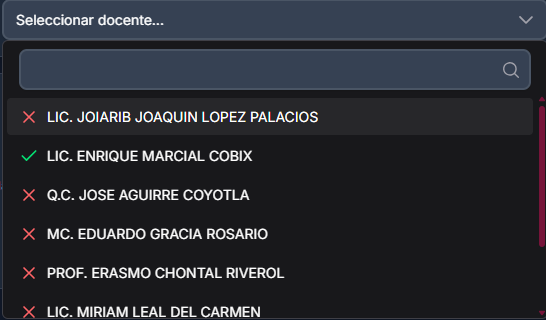 Seleccionar docente...
LIC. JOIARIB JOAQUIN LOPEZ PALACIOS
LIC. ENRIQUE MARCIAL COBIX
Q.C. JOSE AGUIRRE COYOTLA
MC. EDUARDO GRACIA ROSARIO
PROF. ERASMO CHONTAL RIVEROL
LIC. MIRIAM LEAL DEL CARMEN